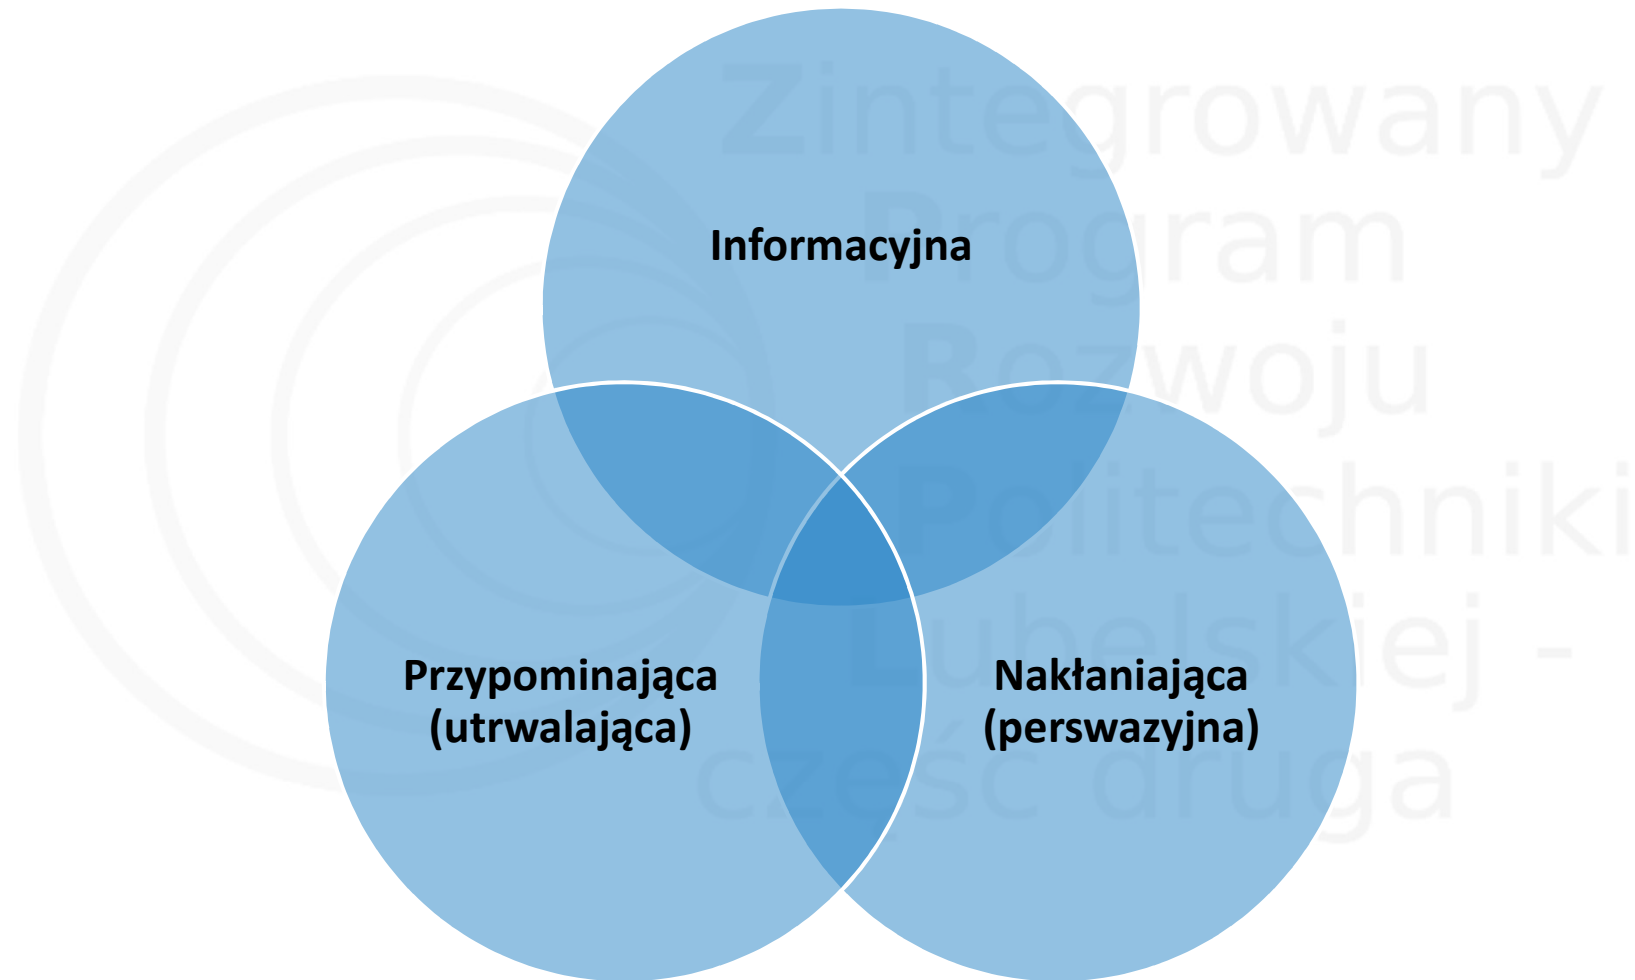 Zintegrowany
Program
Rozwoju
Politechniki
Lubelskiej -
część druga
Informacyjna
Przypominająca
(utrwalająca)
Nakłaniająca
(perswazyjna)